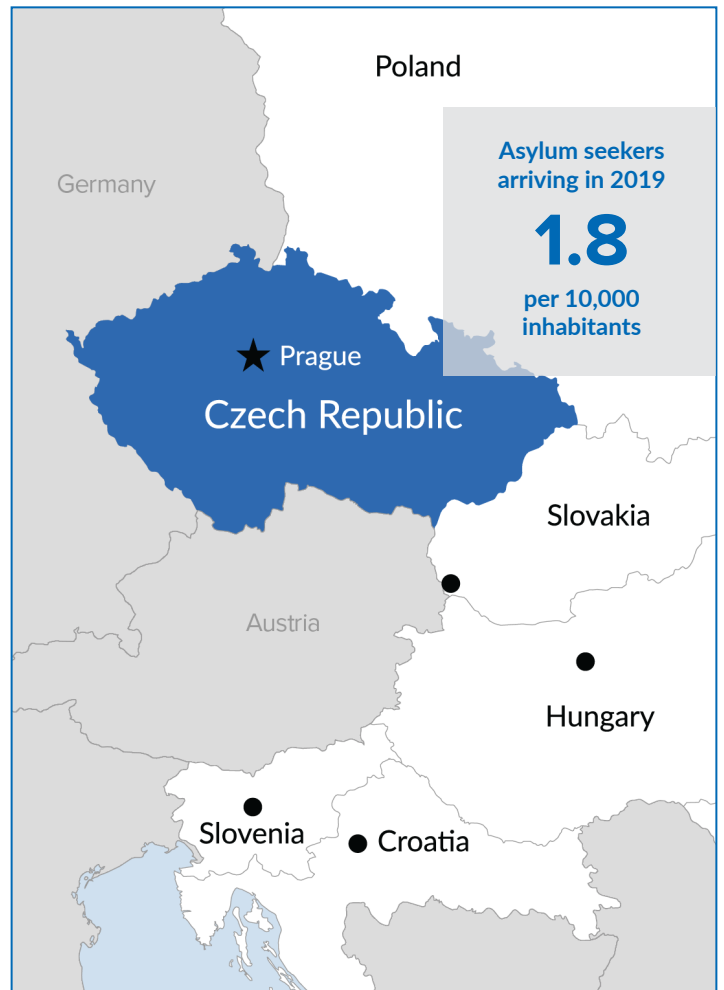 Poland
Asylum seekers
arriving in 2019
1.8
per 10,000
inhabitants
Germany
Prague
Czech Republic
Slovakia
Austria
Hungary
Slovenia
Croatia